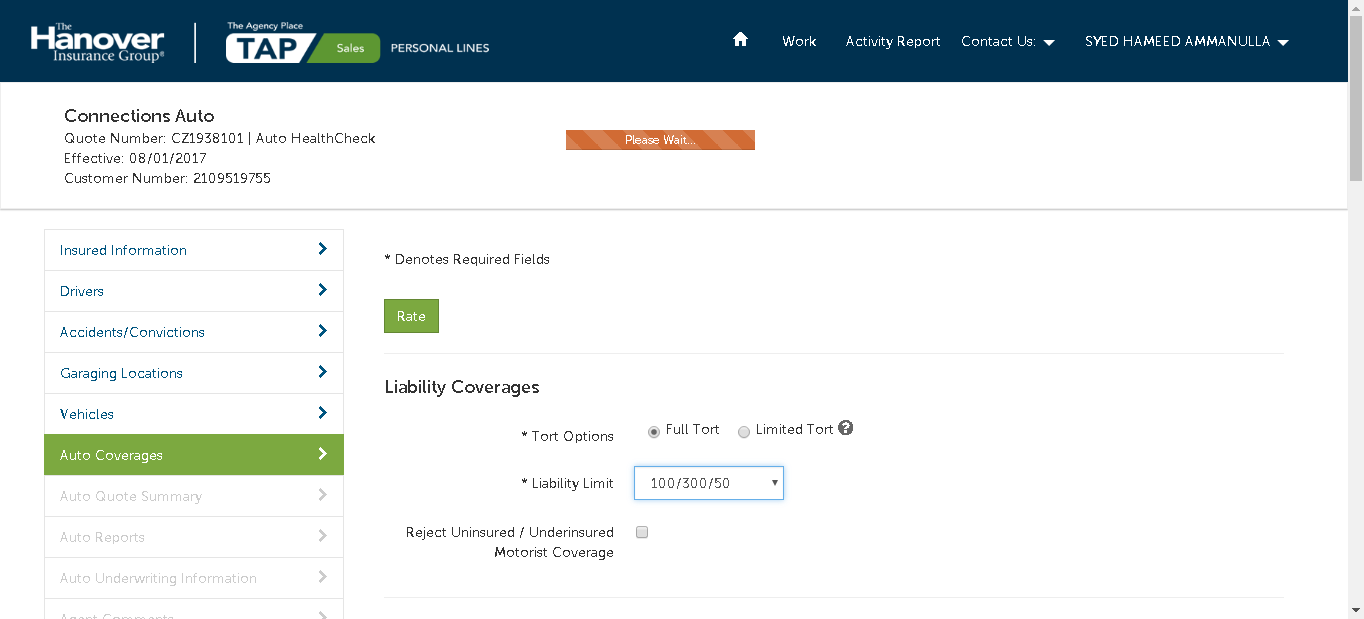 The
Hanover
Insurance Group®
The Agency Place
TAP Sales PERSONAL LINES
Work Activity Report Contact Us: SYED HAMEED AMMANULLA
Connections Auto
Quote Number: CZ1938101 | Auto HealthCheck
Effective: 08/01/2017
Customer Number: 2109519755
Please Wait...
Insured Information
Drivers
Accidents/Convictions
Garaging Locations
Vehicles
Auto Coverages
Auto Quote Summary
Auto Reports
Auto Underwriting Information
Agent Comments
* Denotes Required Fields
Rate
Liability Coverages
* Tort Options Full Tort Limited Tort ?
* Liability Limit 100/300/50
Reject Uninsured / Underinsured
Motorist Coverage